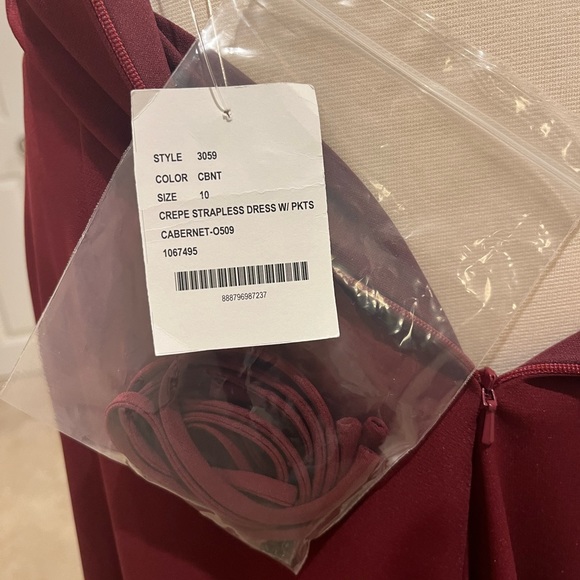 STYLE 3059
COLOR CBNT
SIZE 10
CREPE STRAPLESS DRESS W/ PKTS
CABERNET-O509
1067495
888796987237